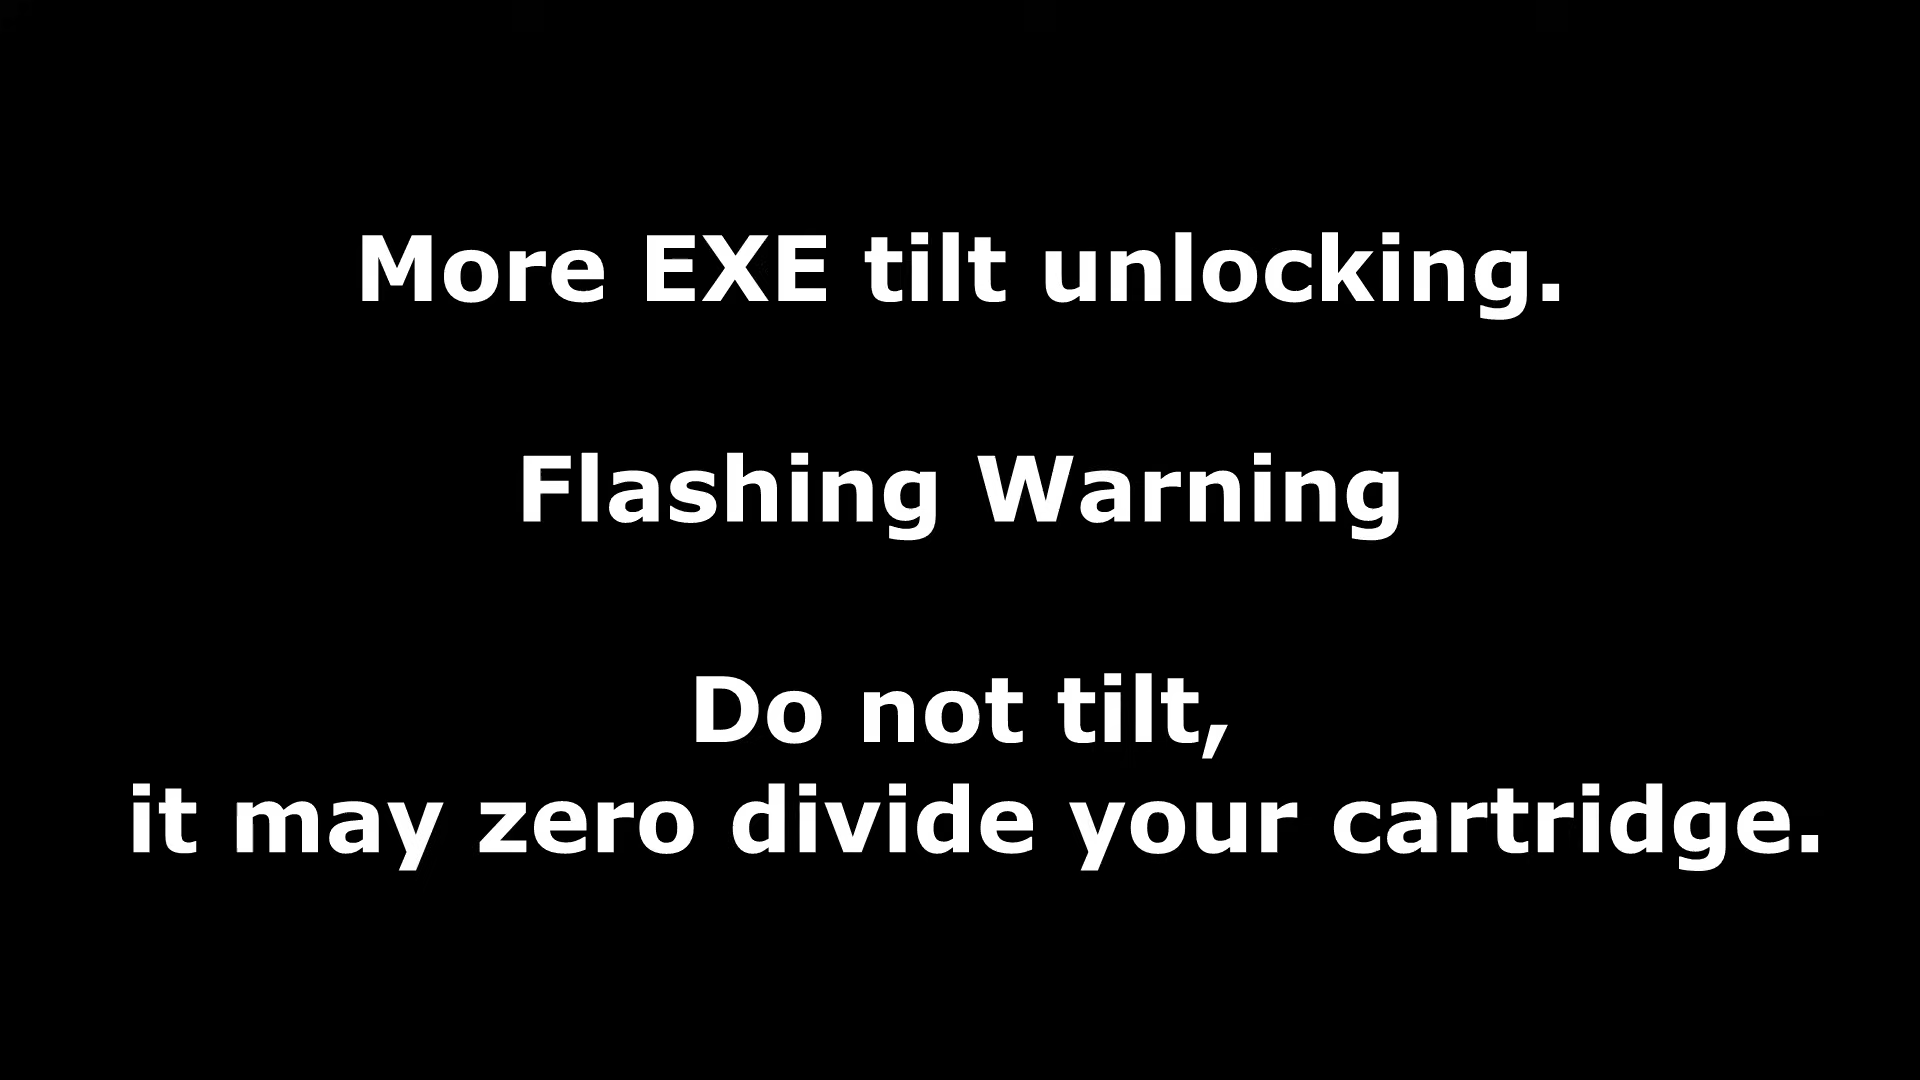 More EXE tilt unlocking.
Flashing Warning
Do not tilt,
it may zero divide your cartridge.